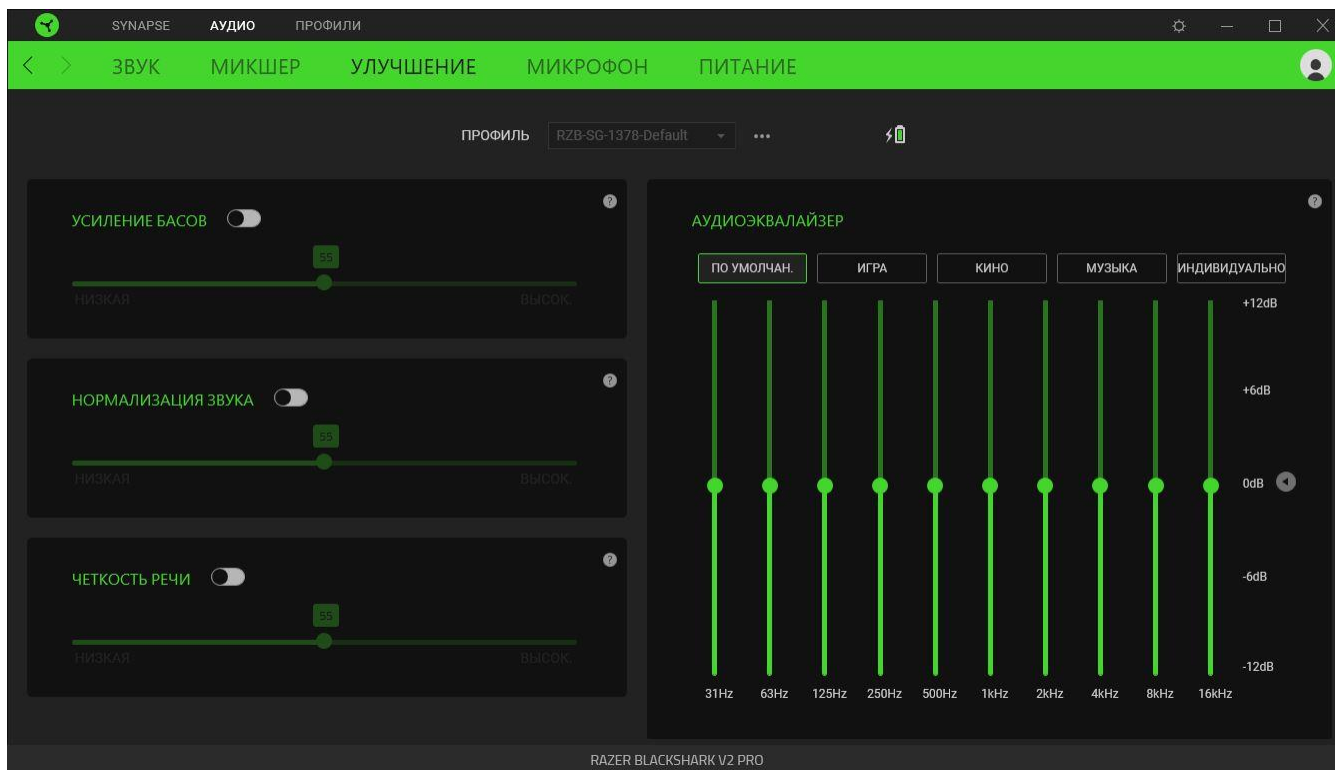 SYNAPSE АУДИО ПРОФИЛИ
ЗВУК МИКШЕР УЛУЧШЕНИЕ МИКРОФОН ПИТАНИЕ
ПРОФИЛЬ RZB-SG-1378-Default
УСИЛЕНИЕ БАСОВ
55
НИЗКАЯ ВЫСОК.
НОРМАЛИЗАЦИЯ ЗВУКА
55
НИЗКАЯ ВЫСОК.
ЧЕТКОСТЬ РЕЧИ
55
НИЗКАЯ ВЫСОК.
АУДИОЭКВАЛАЙЗЕР
ПО УМОЛЧАН. ИГРА КИНО МУЗЫКА ИНДИВИДУАЛЬНО
+12dB
+6dB
0dB
-6dB
-12dB
31Hz 63Hz 125Hz 250Hz 500Hz 1kHz 2kHz 4kHz 8kHz 16kHz
RAZER BLACKSHARK V2 PRO